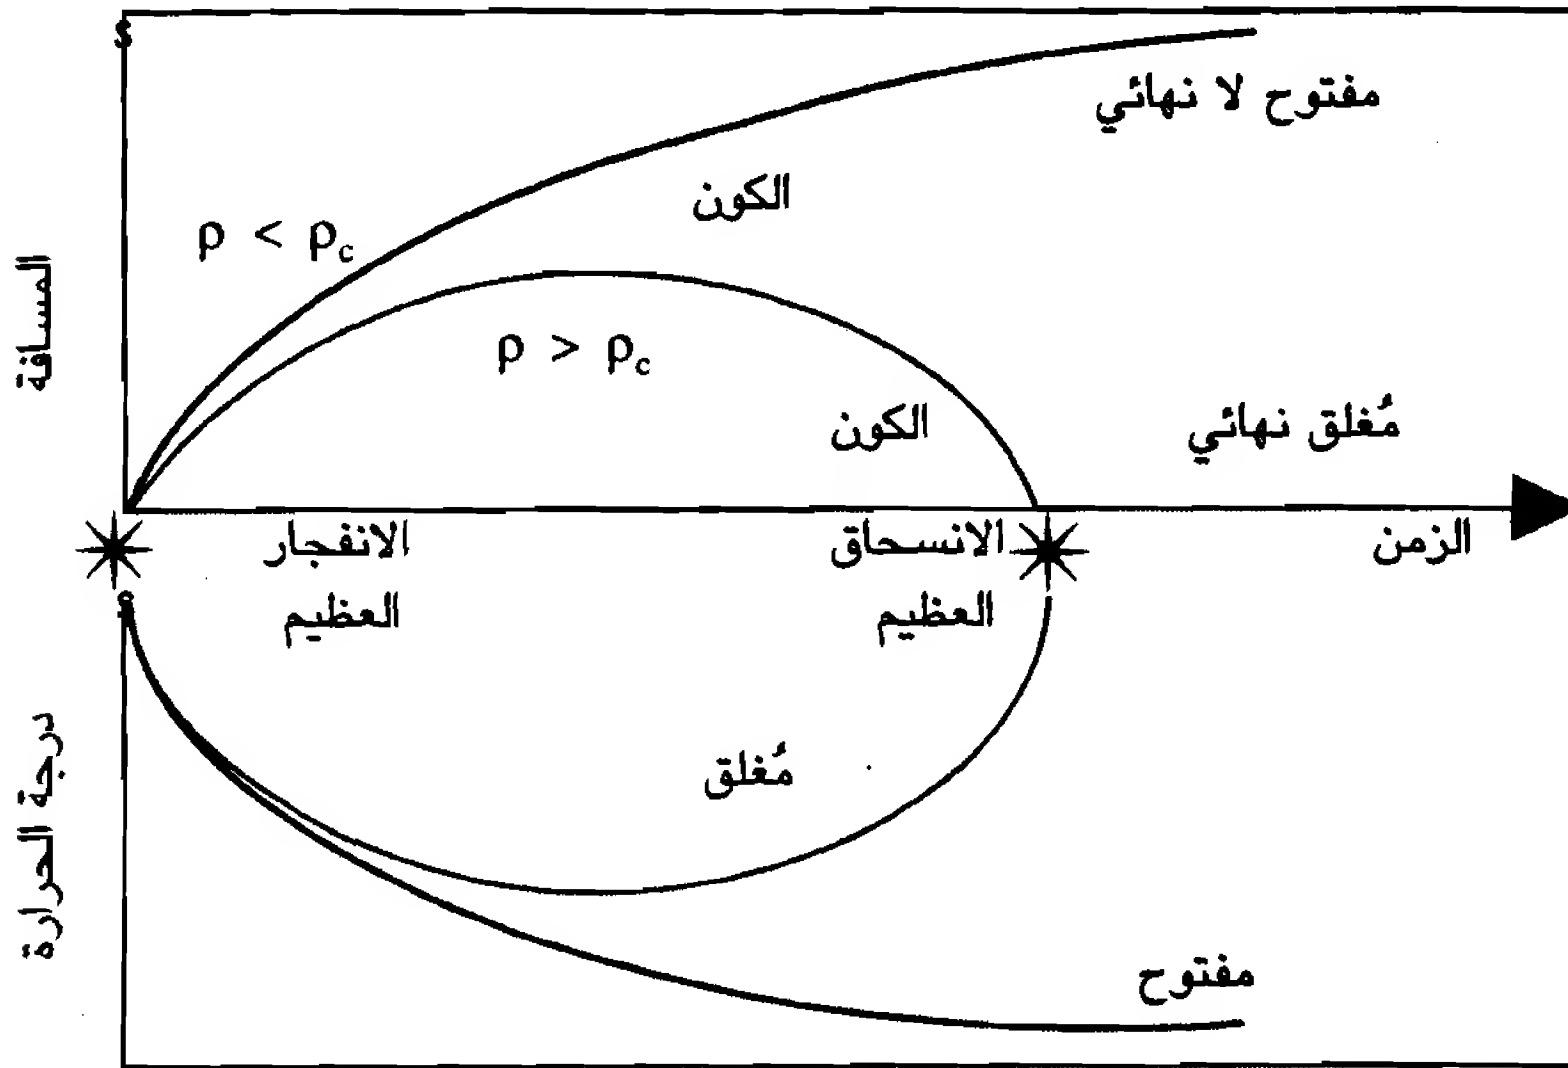 مفتوح لا نهائي
الكون
ρ < ρc
المسافة
ρ > ρc
الكون
مُغلق نهائي
الانفجار
العظيم
الانسحاق
العظيم
الزمن
مُغلق
درجة الحرارة
مفتوح